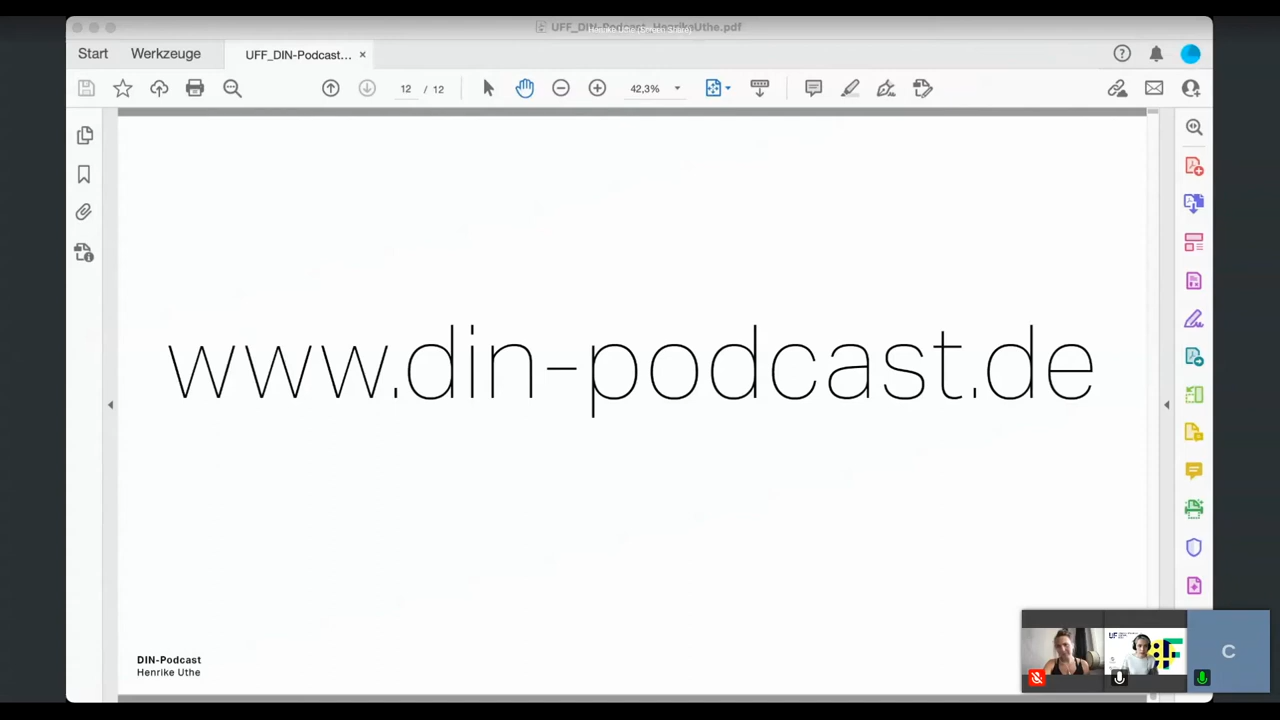 UFF_DIN-Podcast_HenrikeUthe.pdf
Start
Werkzeuge
UFF_DIN-Podcast...
12 / 12
42,3%
www.din-podcast.de
DIN-Podcast
Henrike Uthe
C